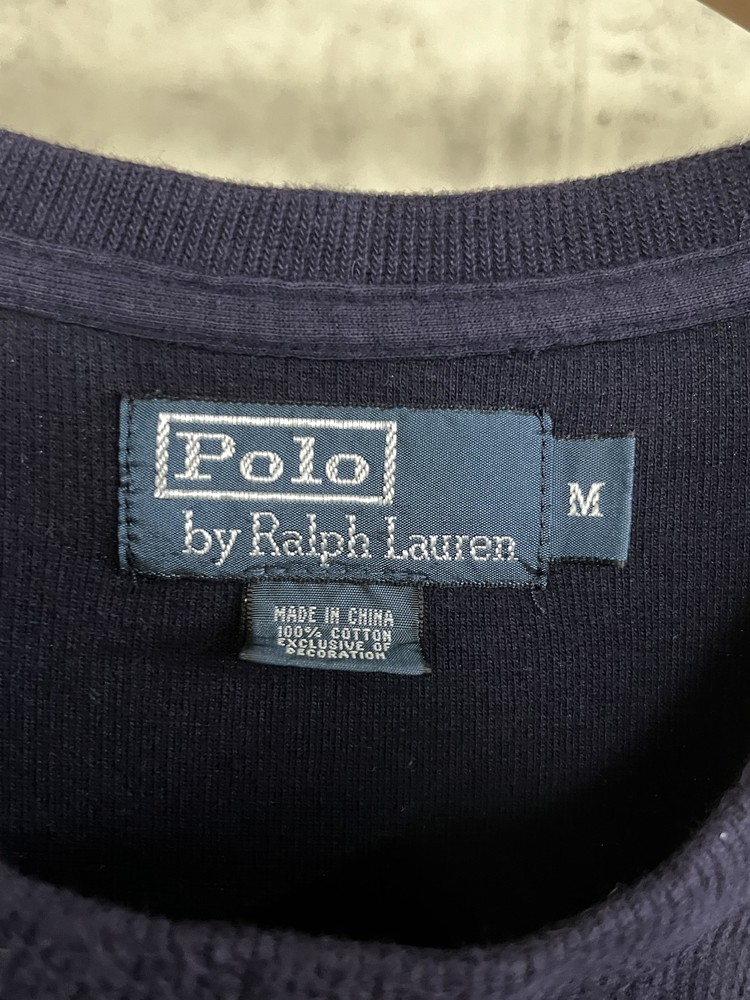 Polo
by Ralph Lauren
M
MADE IN CHINA
100% COTTON
EXCLUSIVE OF
DECORATION